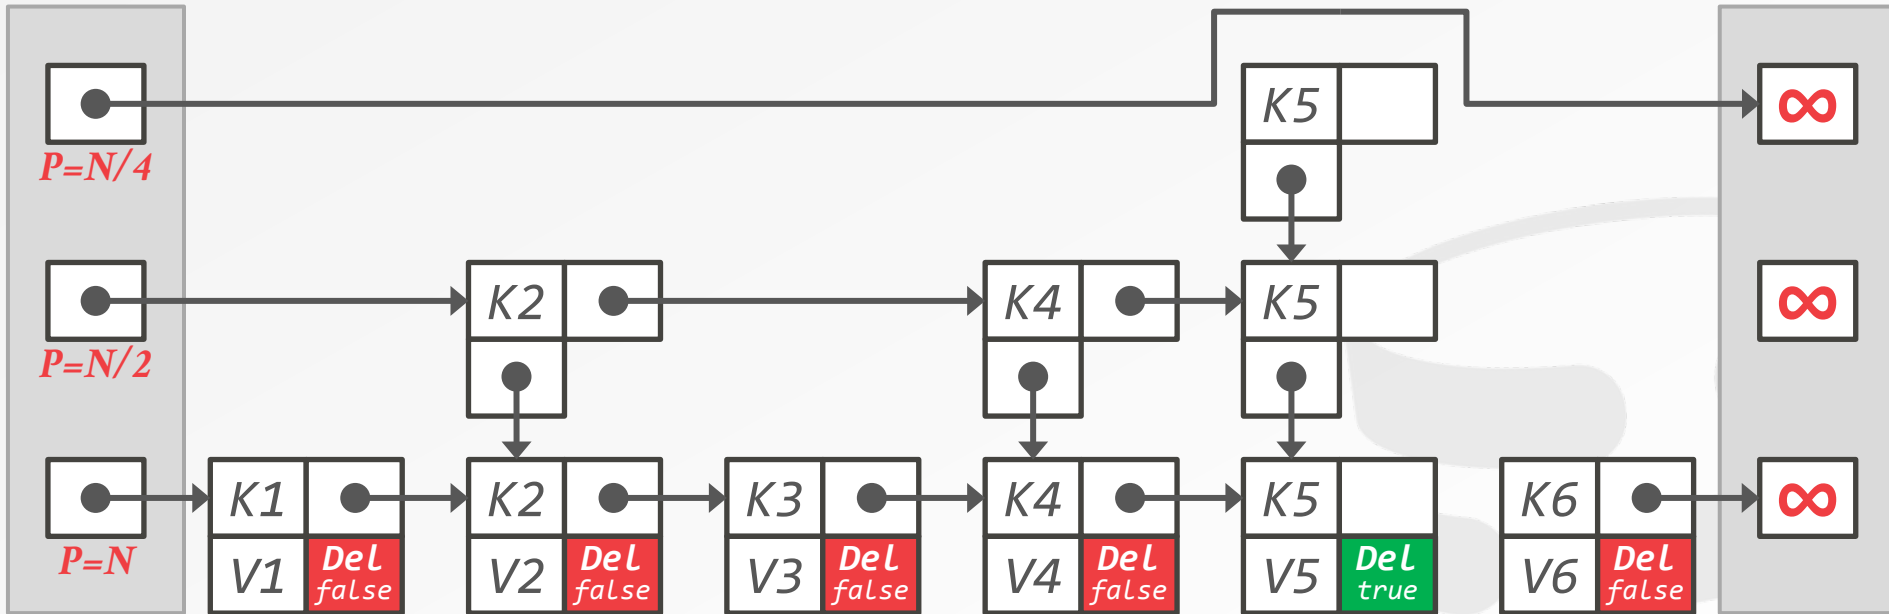 K5
∞
P=N/4
K2
K4
K5
∞
P=N/2
K1
K2
K3
K4
K5
K6
∞
P=N
V1
Del
false
V2
Del
false
V3
Del
false
V4
Del
false
V5
Del
true
V6
Del
false